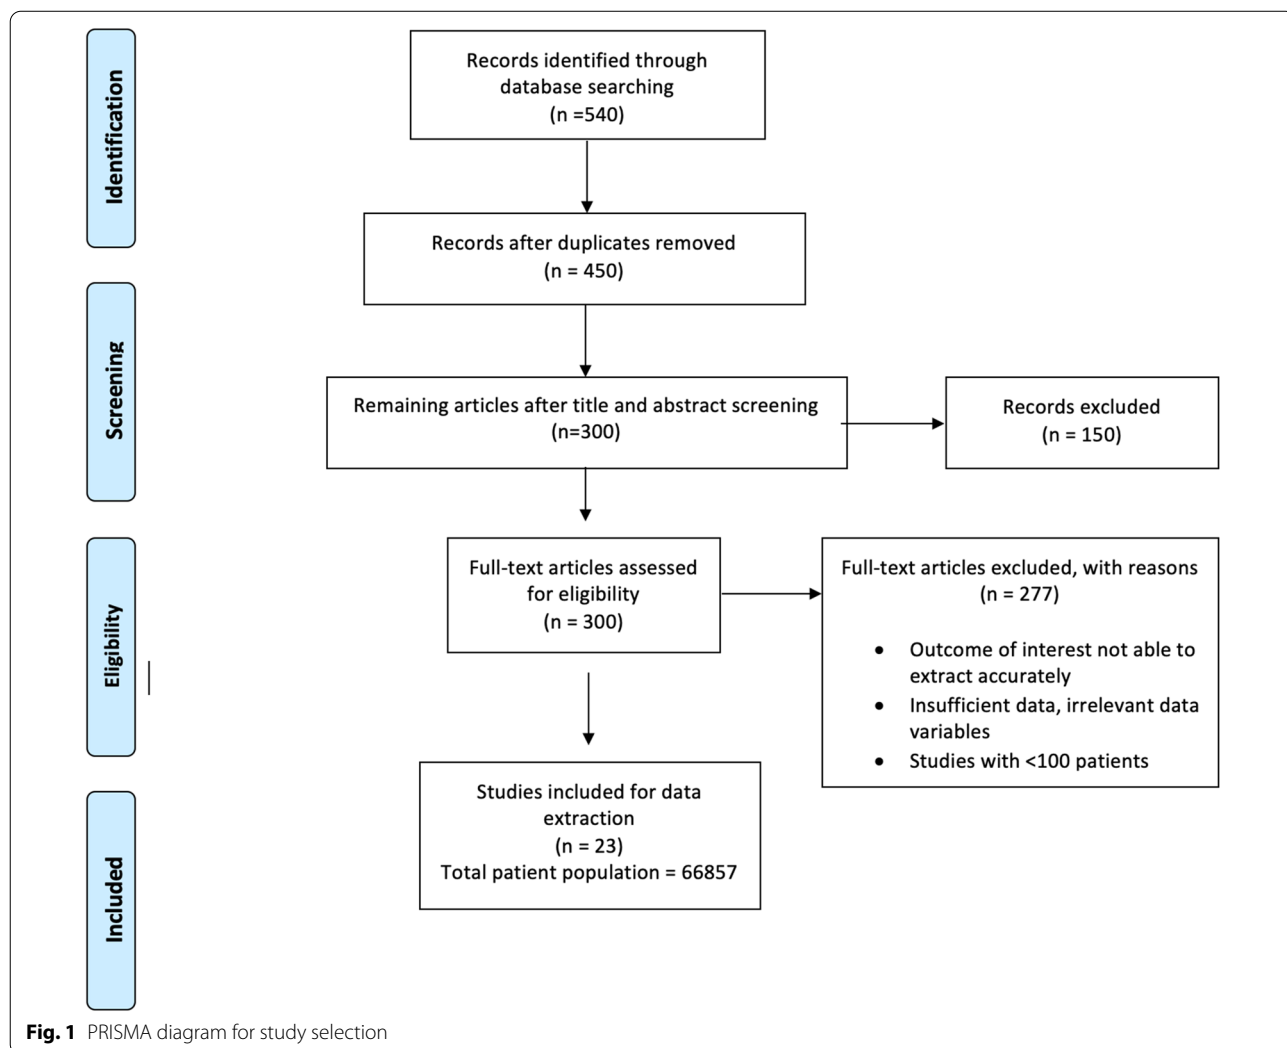 Identification
Records identified through
database searching
(n =540)
Records after duplicates removed
(n = 450)
Screening
Remaining articles after title and abstract screening
(n=300)
Records excluded
(n = 150)
Eligibility
Full-text articles assessed
for eligibility
(n = 300)
Full-text articles excluded, with reasons
(n = 277)
• Outcome of interest not able to
extract accurately
• Insufficient data, irrelevant data
variables
• Studies with <100 patients
Included
Studies included for data
extraction
(n = 23)
Total patient population = 66857
Fig. 1 PRISMA diagram for study selection